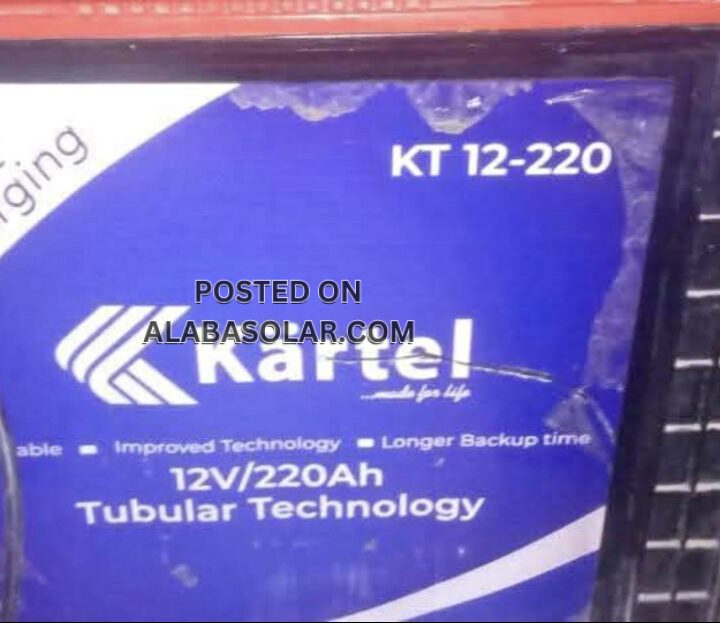 rging
KT 12-220
POSTED ON
ALABASOLAR.COM
Kartel
...made for life
able ▪ Improved Technology ▪ Longer Backup time
12V/220Ah
Tubular Technology